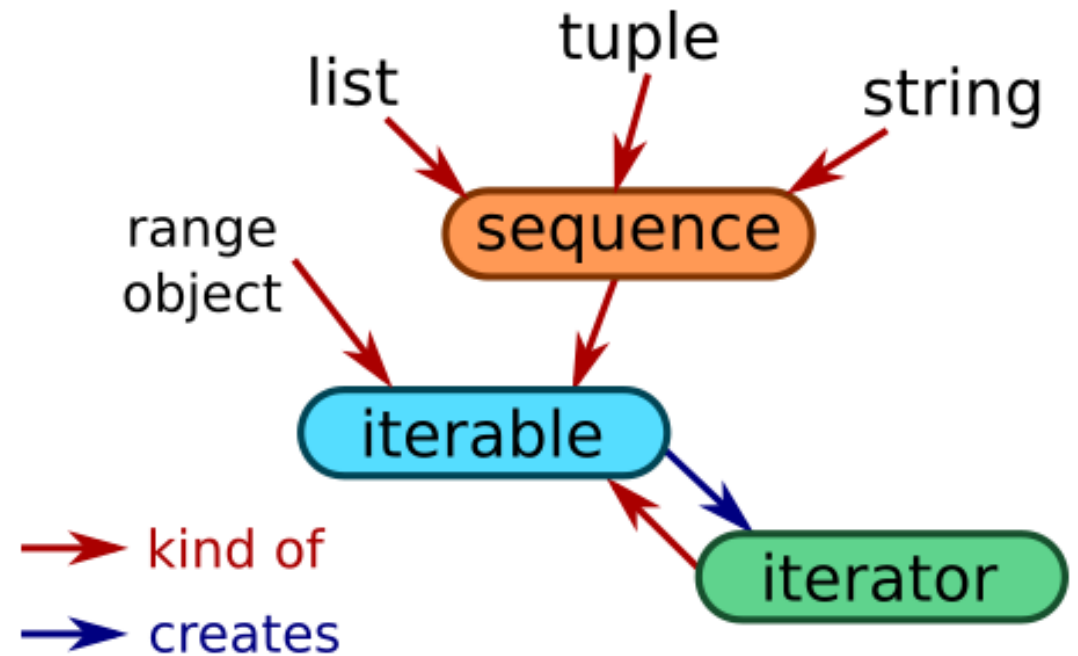 tuple
list
string
range
object
sequence
iterable
iterator
kind of
creates